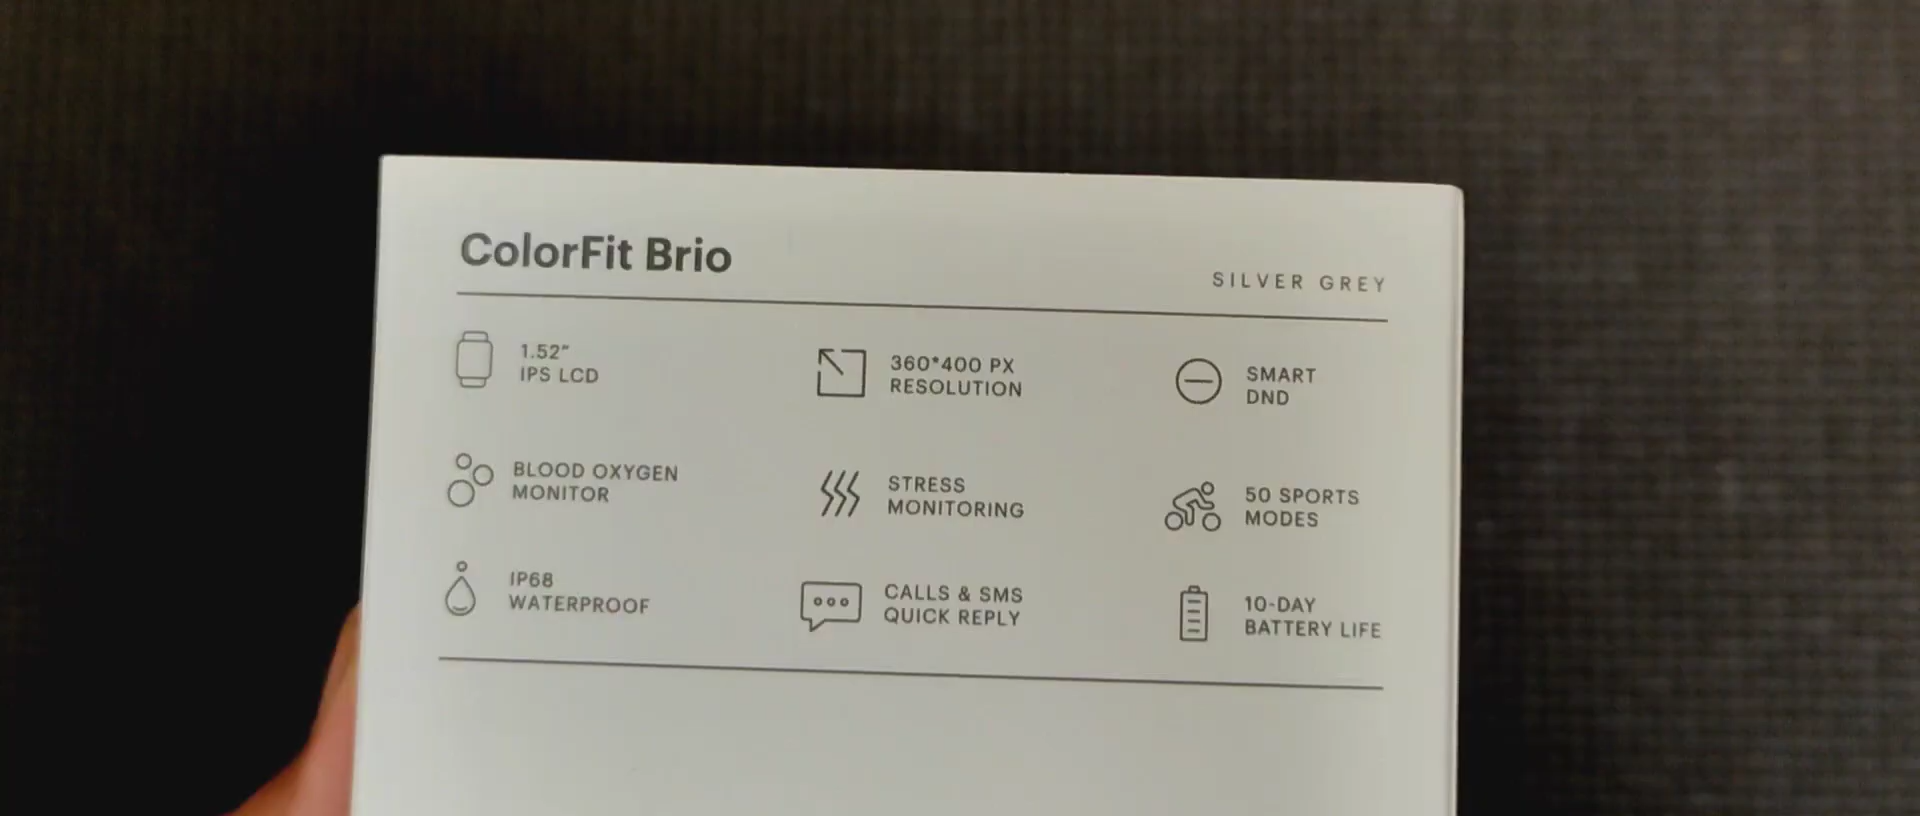 ColorFit Brio
SILVER GREY
1.52"
IPS LCD
360*400 PX
RESOLUTION
SMART
DND
BLOOD OXYGEN
MONITOR
STRESS
MONITORING
50 SPORTS
MODES
IP68
WATERPROOF
CALLS & SMS
QUICK REPLY
10-DAY
BATTERY LIFE